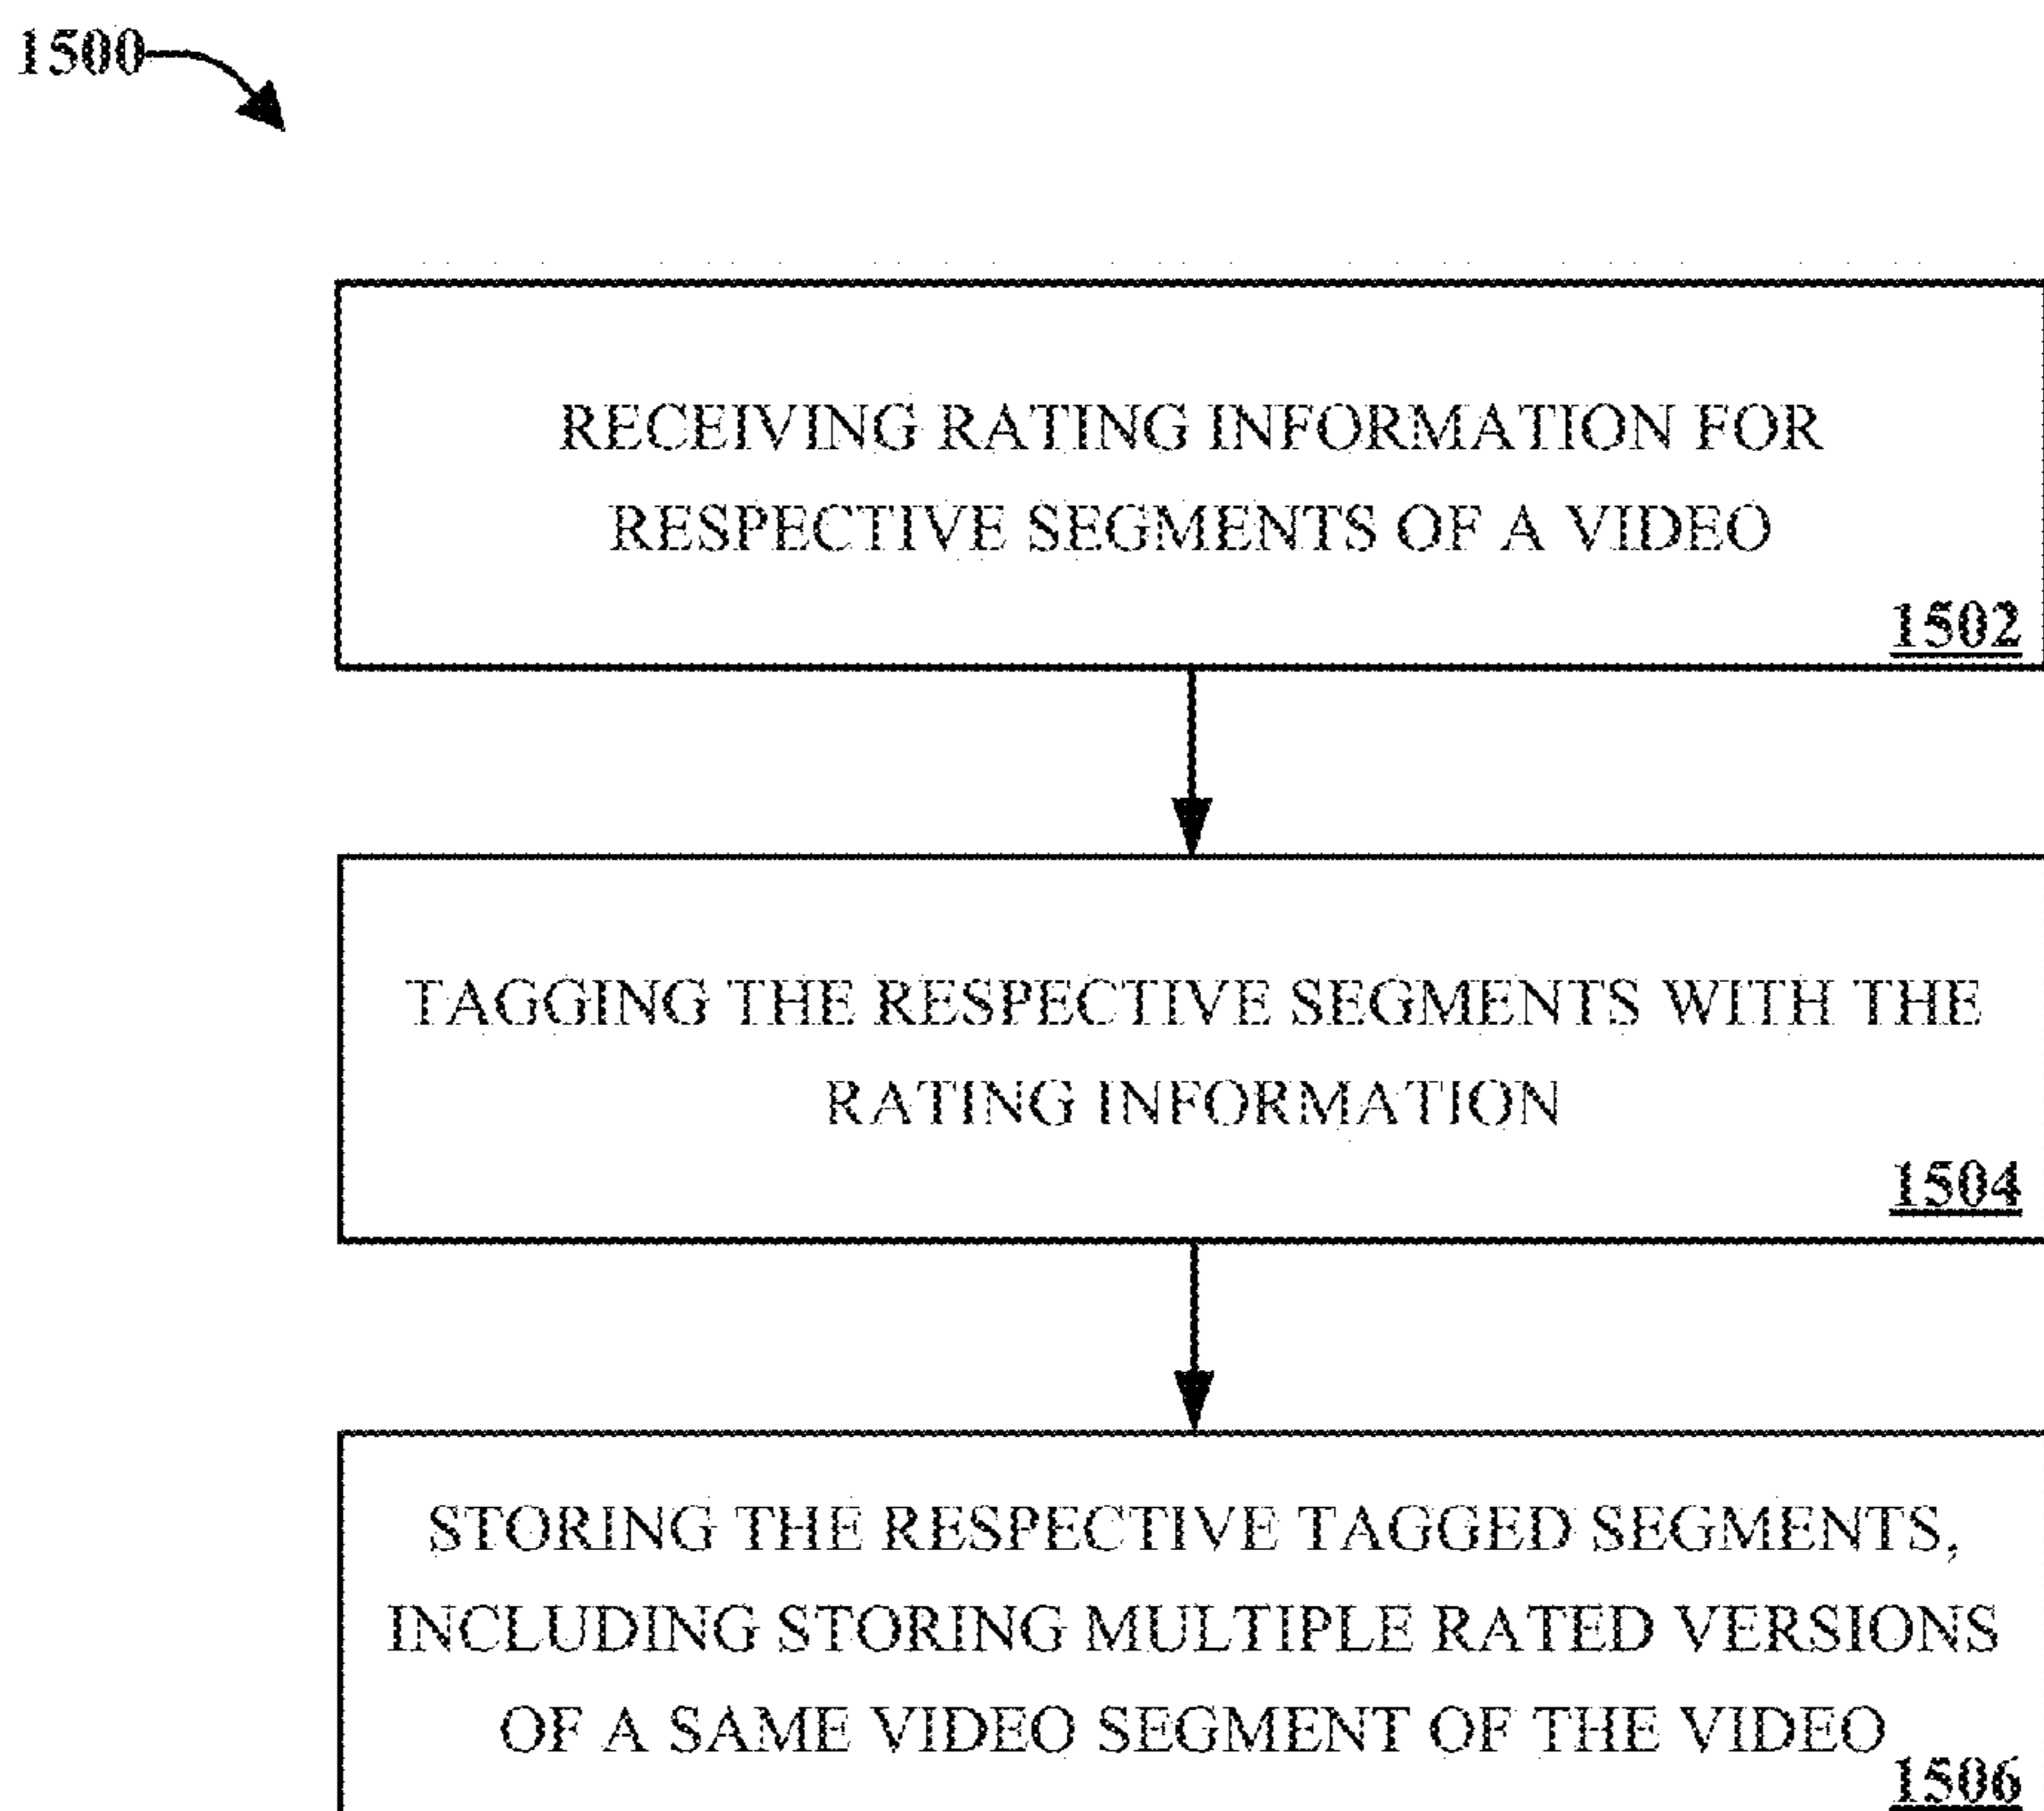 1500
RECEIVING RATING INFORMATION FOR
RESPECTIVE SEGMENTS OF A VIDEO
1502
TAGGING THE RESPECTIVE SEGMENTS WITH THE
RATING INFORMATION
1504
STORING THE RESPECTIVE TAGGED SEGMENTS,
INCLUDING STORING MULTIPLE RATED VERSIONS
OF A SAME VIDEO SEGMENT OF THE VIDEO
1506